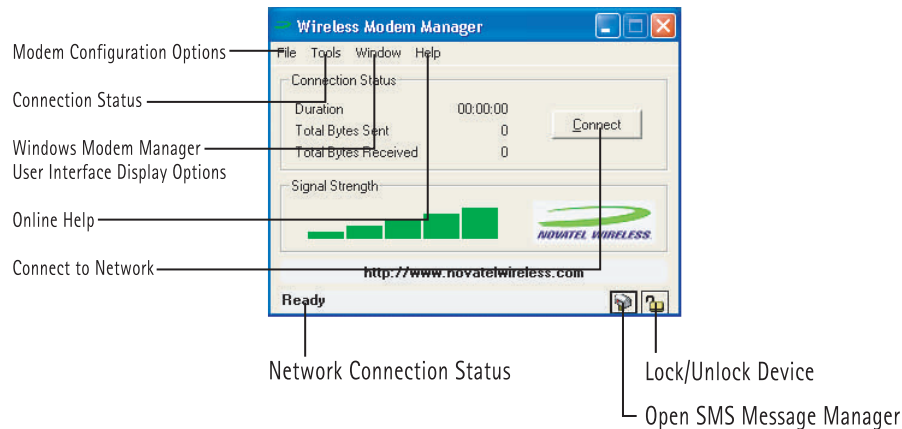 Wireless Modem Manager
Modem Configuration Options
File Tools Window Help
Connection Status
Connection Status
Duration 00:00:00
Total Bytes Sent 0
Total Bytes Received 0
Connect
Windows Modem Manager
User Interface Display Options
Signal Strength
Online Help
NOVATEL WIRELESS
Connect to Network
http://www.novatelwireless.com
Ready
Network Connection Status
Lock/Unlock Device
Open SMS Message Manager